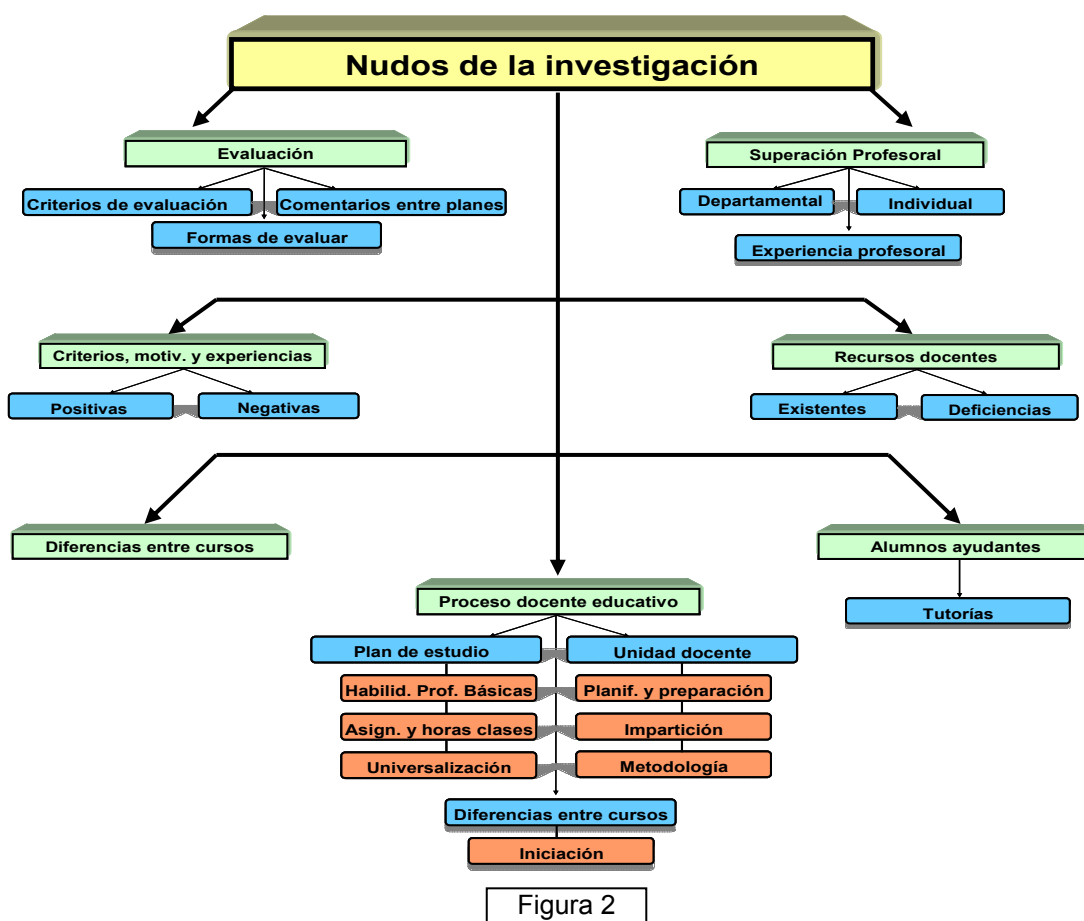 Nudos de la investigación
Evaluación
Superación Profesoral
Criterios de evaluación
Comentarios entre planes
Departamental
Individual
Formas de evaluar
Experiencia profesoral
Criterios, motiv. y experiencias
Recursos docentes
Positivas
Negativas
Existentes
Deficiencias
Diferencias entre cursos
Alumnos ayudantes
Proceso docente educativo
Tutorías
Plan de estudio
Unidad docente
Habilid. Prof. Básicas
Planif. y preparación
Asign. y horas clases
Impartición
Universalización
Metodología
Diferencias entre cursos
Iniciación
Figura 2